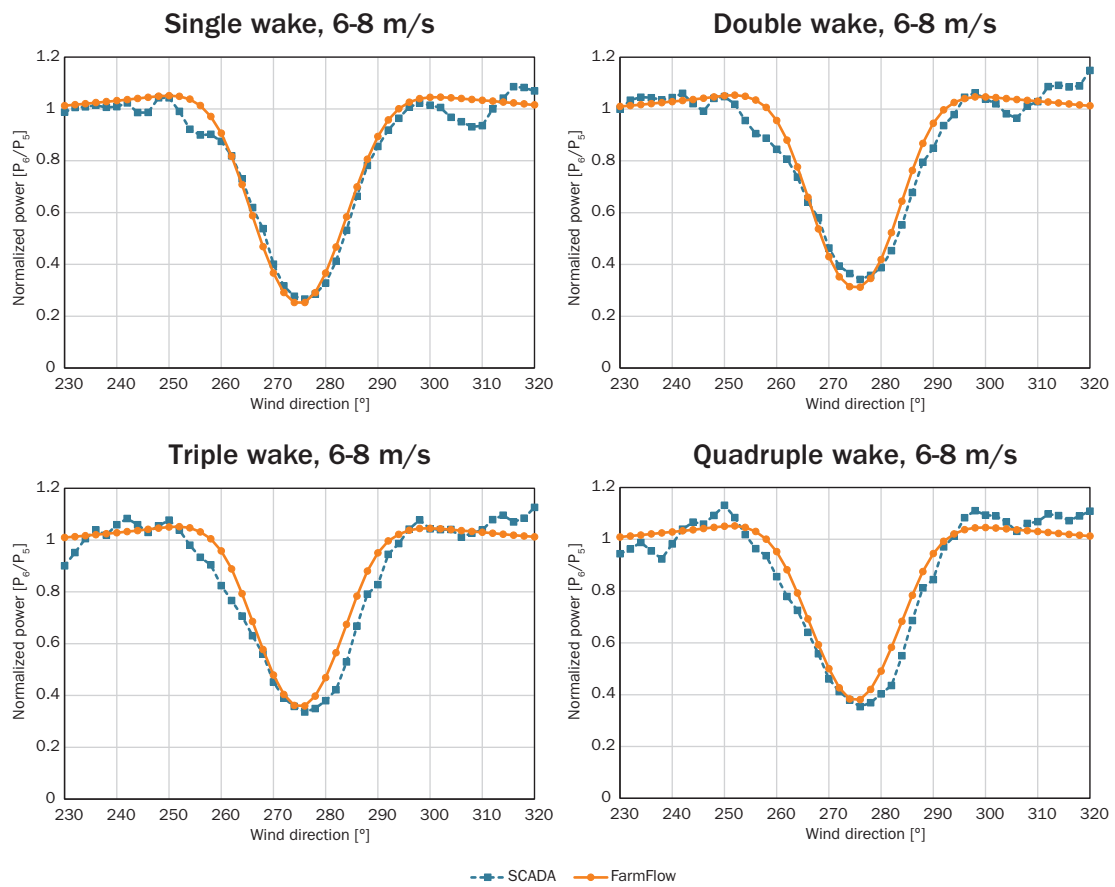 Single wake, 6-8 m/s
Normalized power [P6/P5]
1.2
1
0.8
0.6
0.4
0.2
0
230 240 250 260 270 280 290 300 310 320
Wind direction [°]
Double wake, 6-8 m/s
Normalized power [P6/P5]
1.2
1
0.8
0.6
0.4
0.2
0
230 240 250 260 270 280 290 300 310 320
Wind direction [°]
Triple wake, 6-8 m/s
Normalized power [P6/P5]
1.2
1
0.8
0.6
0.4
0.2
0
230 240 250 260 270 280 290 300 310 320
Wind direction [°]
Quadruple wake, 6-8 m/s
Normalized power [P6/P5]
1.2
1
0.8
0.6
0.4
0.2
0
230 240 250 260 270 280 290 300 310 320
Wind direction [°]
SCADA FarmFlow